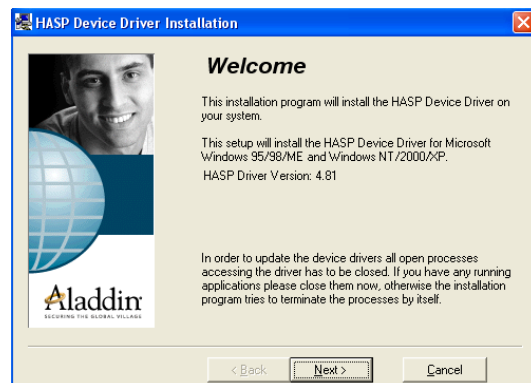 HASP Device Driver Installation
Welcome
This installation program will install the HASP Device Driver on
your system.
This setup will install the HASP Device Driver for Microsoft
Windows 95/98/ME and Windows NT/2000/XP.
HASP Driver Version: 4.81
In order to update the device drivers all open processes
accessing the driver has to be closed. If you have any running
applications please close them now, otherwise the installation
program tries to terminate the processes by itself.
Aladdin
SECURING THE GLOBAL VILLAGE
< Back
Next >
Cancel